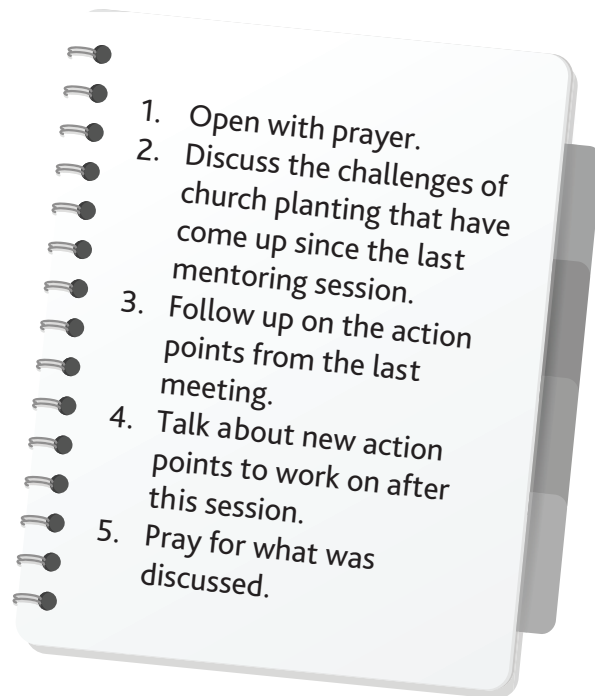 1. Open with prayer.
2. Discuss the challenges of
church planting that have
come up since the last
mentoring session.
3. Follow up on the action
points from the last
meeting.
4. Talk about new action
points to work on after
this session.
5. Pray for what was
discussed.